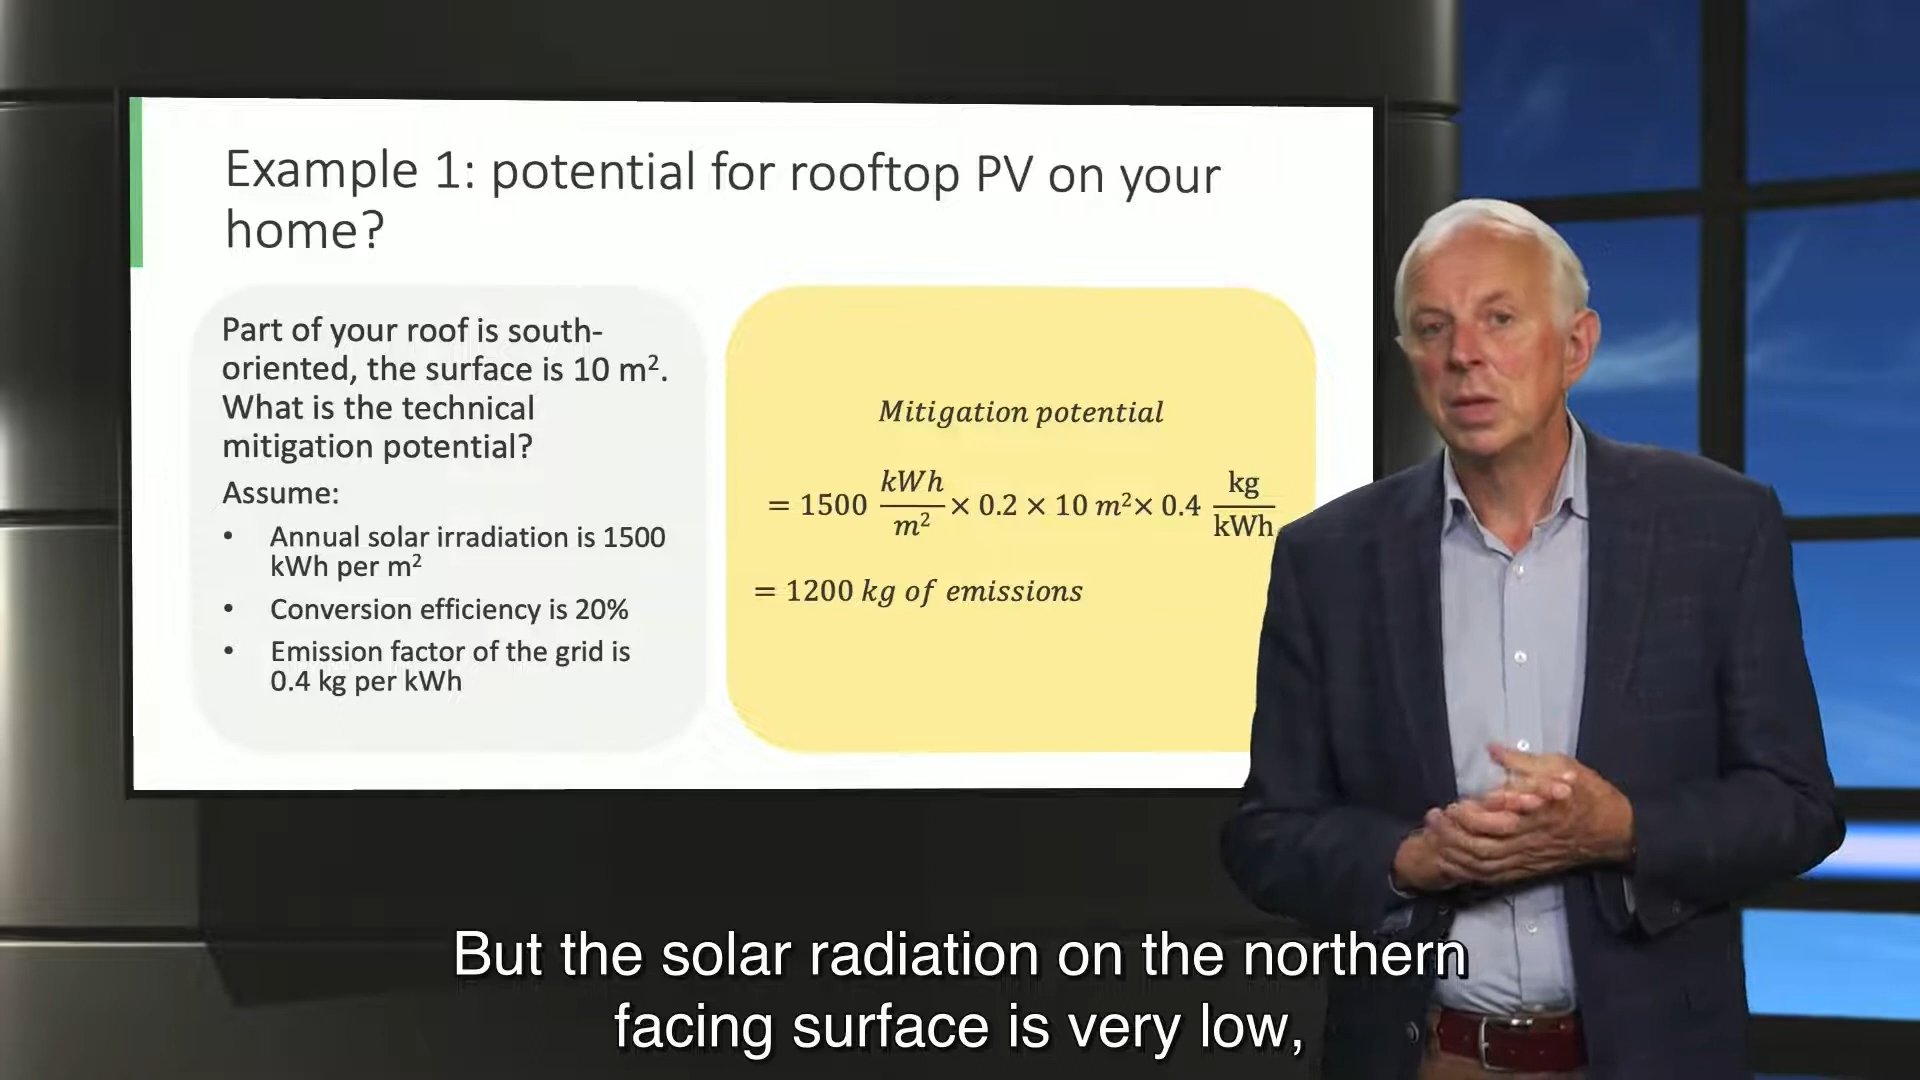 Example 1: potential for rooftop PV on your
home?
Part of your roof is south-
oriented, the surface is 10 m².
What is the technical
mitigation potential?
Assume:
• Annual solar irradiation is 1500
kWh per m²
• Conversion efficiency is 20%
• Emission factor of the grid is
0.4 kg per kWh
Mitigation potential
= 1500 kWh/m² × 0.2 × 10 m² × 0.4 kg/kWh
= 1200 kg of emissions
But the solar radiation on the northern
facing surface is very low,